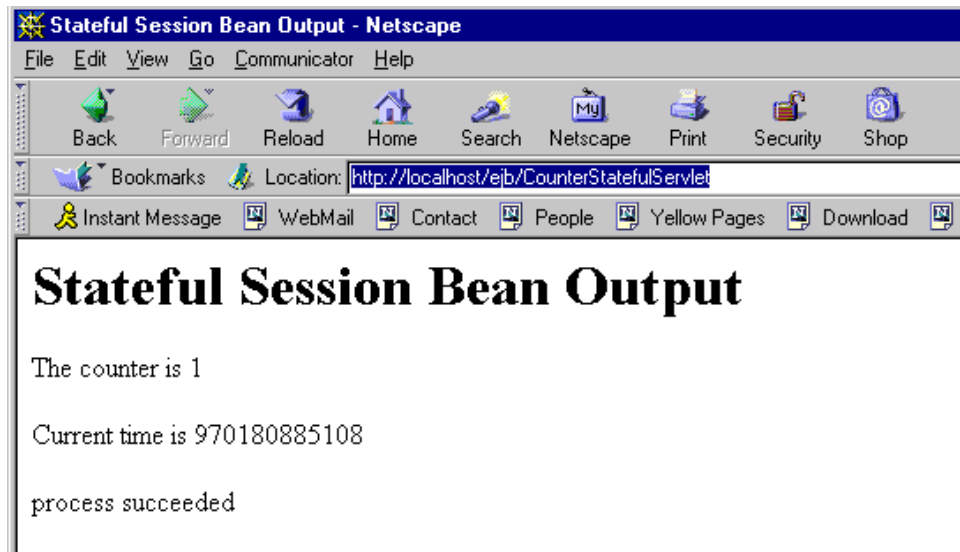 Stateful Session Bean Output - Netscape
File Edit View Go Communicator Help
Back Forward Reload Home Search My Netscape Print Security Shop
Bookmarks Location: http://localhost/ejb/CounterStatefulServlet
Instant Message WebMail Contact People Yellow Pages Download
Stateful Session Bean Output
The counter is 1
Current time is 970180885108
process succeeded